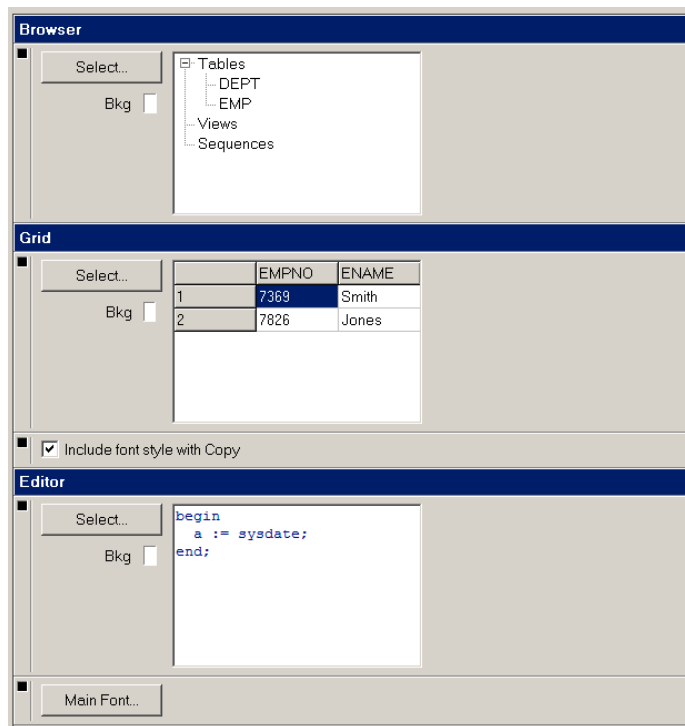 Browser
Select...
Bkg
Tables
DEPT
EMP
Views
Sequences
Grid
Select...
Bkg
EMPNO ENAME
1 7369 Smith
2 7826 Jones
Include font style with Copy
Editor
Select...
Bkg
begin
a := sysdate;
end;
Main Font...